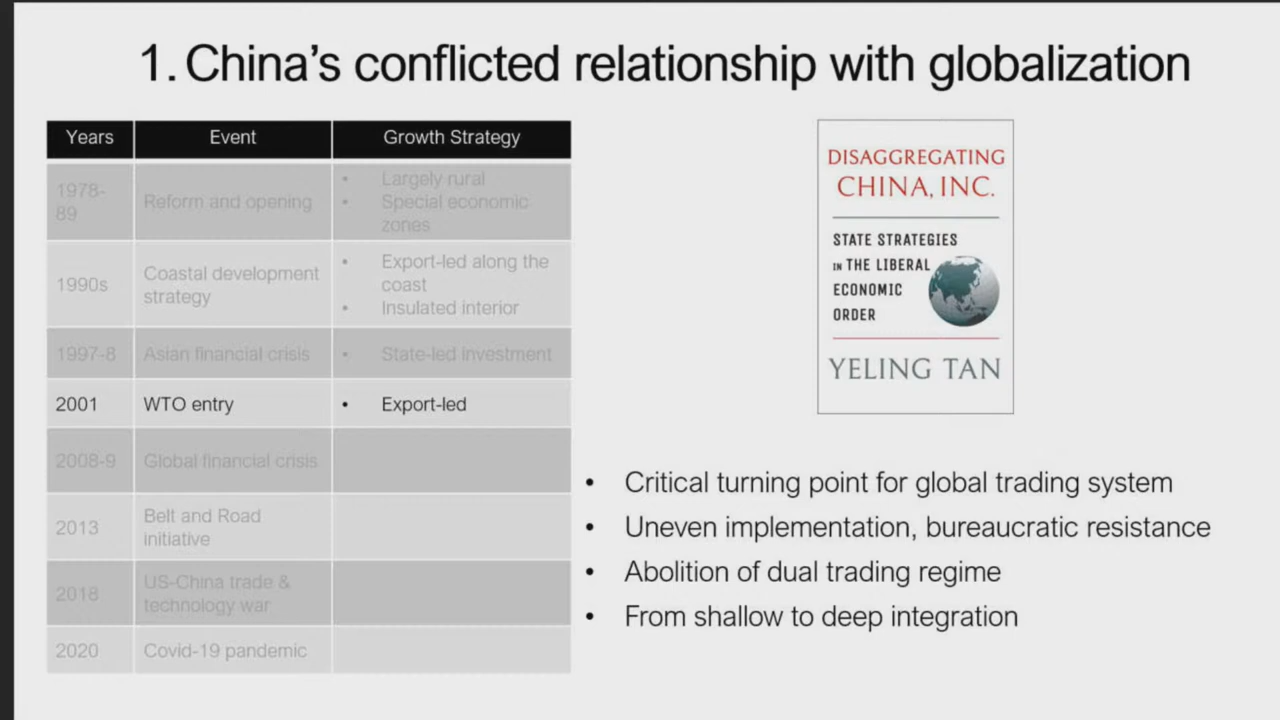 1. China's conflicted relationship with globalization
Years Event Growth Strategy
1978-
89
Reform and opening
• Largely rural
• Special economic
zones
1990s
Coastal development
strategy
• Export-led along the
coast
• Insulated interior
1997-8 Asian financial crisis • State-led investment
2001 WTO entry • Export-led
2008-9 Global financial crisis
2013
Belt and Road
initiative
2018
US-China trade &
technology war
2020 Covid-19 pandemic
DISAGGREGATING
CHINA, INC.
STATE STRATEGIES
IN THE LIBERAL
ECONOMIC
ORDER
YELING TAN
• Critical turning point for global trading system
• Uneven implementation, bureaucratic resistance
• Abolition of dual trading regime
• From shallow to deep integration